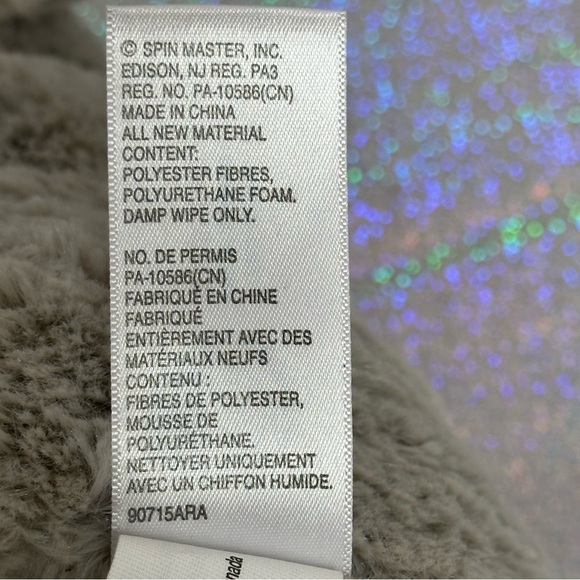 © SPIN MASTER, INC.
EDISON, NJ REG. PA3
REG. NO. PA-10586(CN)
MADE IN CHINA
ALL NEW MATERIAL
CONTENT:
POLYESTER FIBRES,
POLYURETHANE FOAM.
DAMP WIPE ONLY.
NO. DE PERMIS
PA-10586(CN)
FABRIQUÉ EN CHINE
FABRIQUÉ
ENTIÈREMENT AVEC DES
MATÉRIAUX NEUFS
CONTENU :
FIBRES DE POLYESTER,
MOUSSE DE
POLYURÉTHANE.
NETTOYER UNIQUEMENT
AVEC UN CHIFFON HUMIDE.
90715ARA